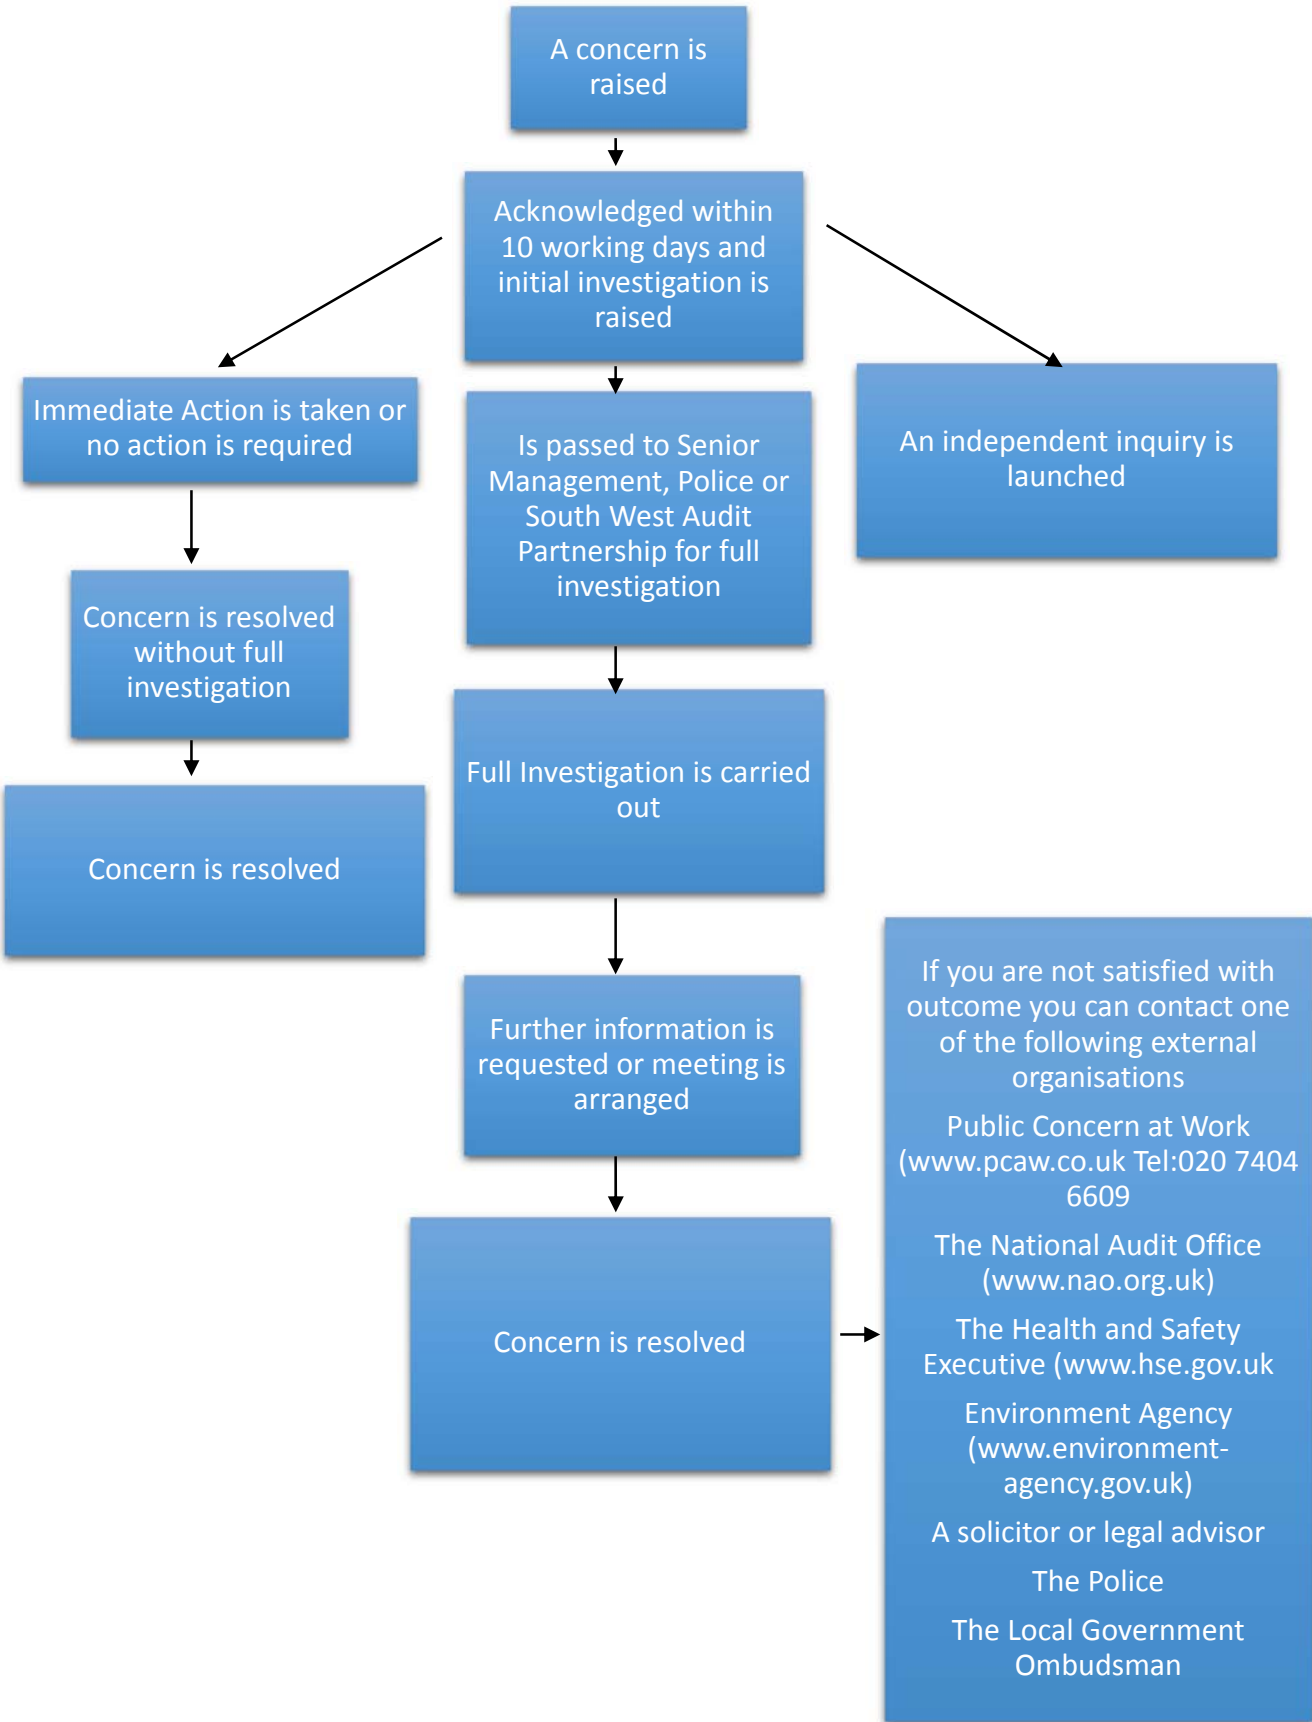 A concern is
raised
Acknowledged within
10 working days and
initial investigation is
raised
Immediate Action is taken or
no action is required
Is passed to Senior
Management, Police or
South West Audit
Partnership for full
investigation
An independent inquiry is
launched
Concern is resolved
without full
investigation
Full Investigation is carried
out
Concern is resolved
Further information is
requested or meeting is
arranged
Concern is resolved
If you are not satisfied with
outcome you can contact one
of the following external
organisations
Public Concern at Work
(www.pcaw.co.uk Tel:020 7404
6609
The National Audit Office
(www.nao.org.uk)
The Health and Safety
Executive (www.hse.gov.uk
Environment Agency
(www.environment-
agency.gov.uk)
A solicitor or legal advisor
The Police
The Local Government
Ombudsman